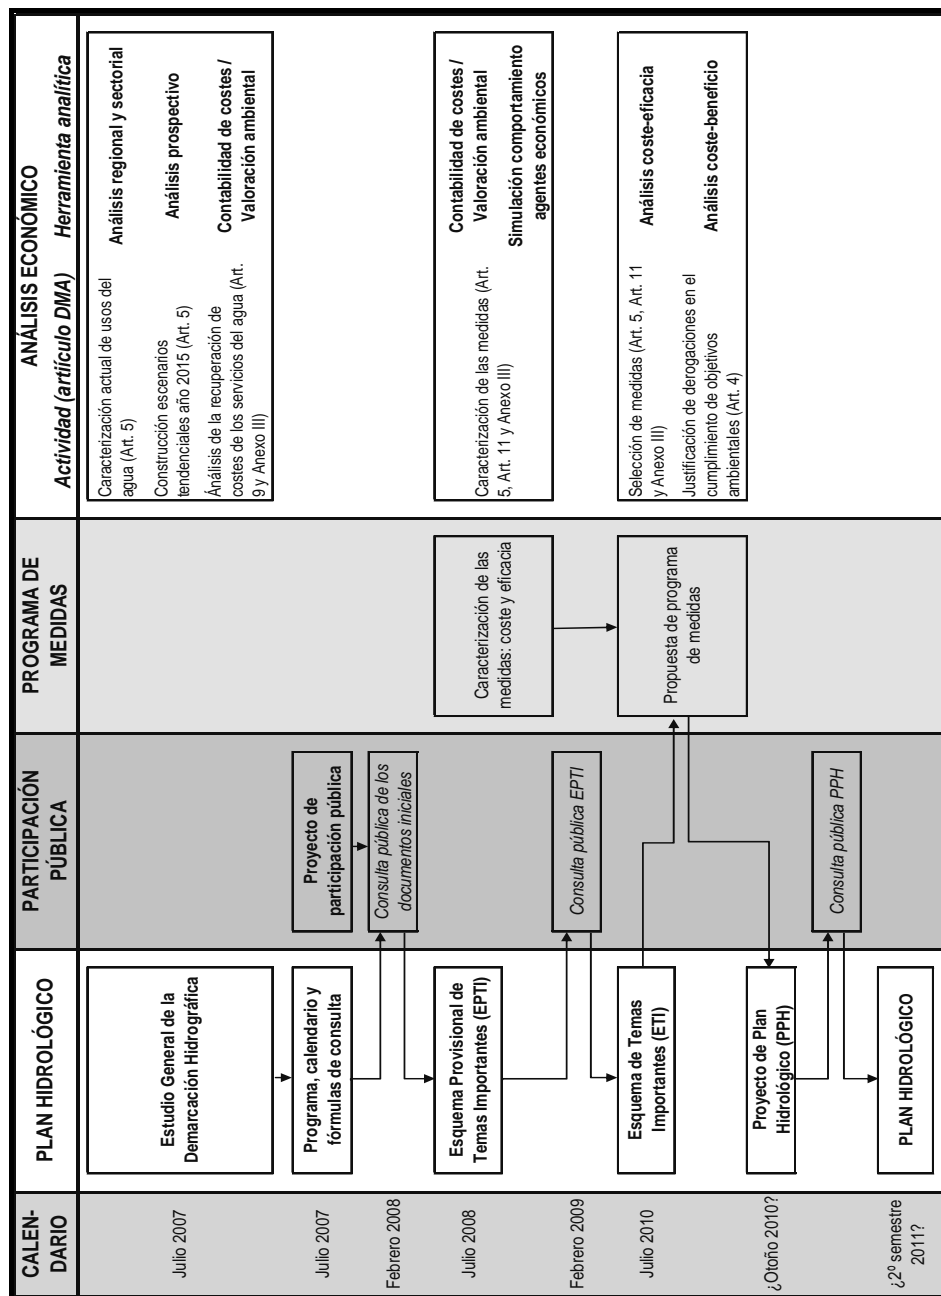 CALEN-
DARIO
PLAN HIDROLÓGICO
PARTICIPACIÓN
PÚBLICA
PROGRAMA DE
MEDIDAS
ANÁLISIS ECONÓMICO
Actividad (artíiculo DMA)
Herramienta analítica
Julio 2007
Estudio General de la
Demarcación Hidrográfica
Caracterización actual de usos del
agua (Art. 5)
Análisis regional y sectorial
Construcción escenarios
tendenciales año 2015 (Art. 5)
Análisis prospectivo
Ánálisis de la recuperación de
costes de los servicios del agua (Art.
9 y Anexo III)
Contabilidad de costes /
Valoración ambiental
Julio 2007
Programa, calendario y
fórmulas de consulta
Proyecto de
participación pública
Febrero 2008
Consulta pública de los
documentos iniciales
Julio 2008
Esquema Provisional de
Temas Importantes (EPTI)
Caracterización de las
medidas: coste y eficacia
Caracterización de las medidas (Art.
5, Art. 11 y Anexo III)
Contabilidad de costes /
Valoración ambiental
Simulación comportamiento
agentes económicos
Febrero 2009
Consulta pública EPTI
Julio 2010
Esquema de Temas
Importantes (ETI)
Propuesta de programa
de medidas
Selección de medidas (Art. 5, Art. 11
y Anexo III)
Análisis coste-eficacia
Justificación de derogaciones en el
cumplimiento de objetivos
ambientales (Art. 4)
Análisis coste-beneficio
¿Otoño 2010?
Proyecto de Plan
Hidrológico (PPH)
Consulta pública PPH
¿2º semestre
2011?
PLAN HIDROLÓGICO